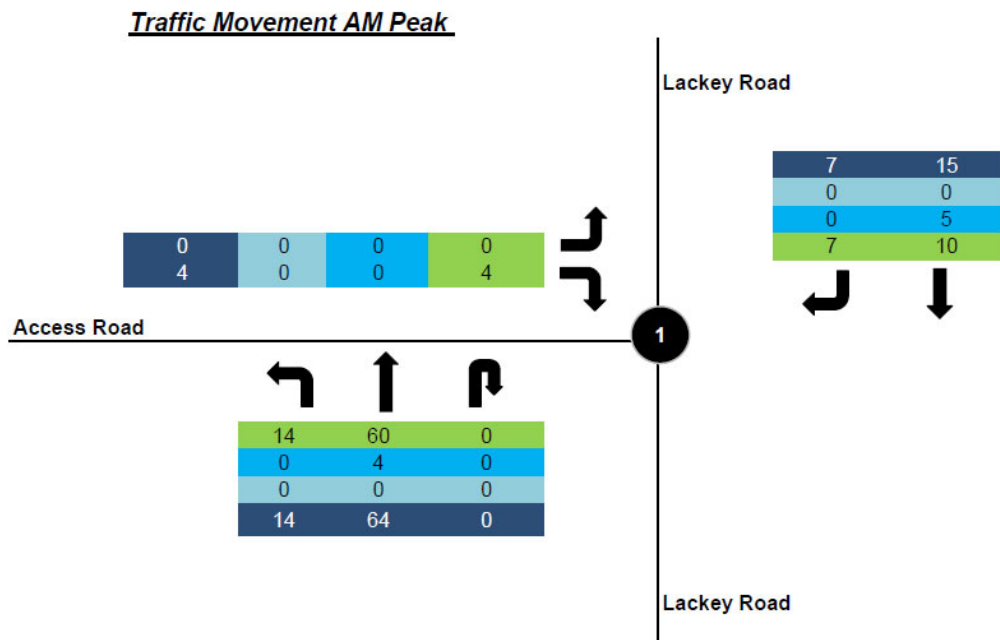 Traffic Movement AM Peak
Lackey Road
7 15
0 0
0 5
7 10
0 0 0 0
4 0 0 4
Access Road
1
14 60 0
0 4 0
0 0 0
14 64 0
Lackey Road